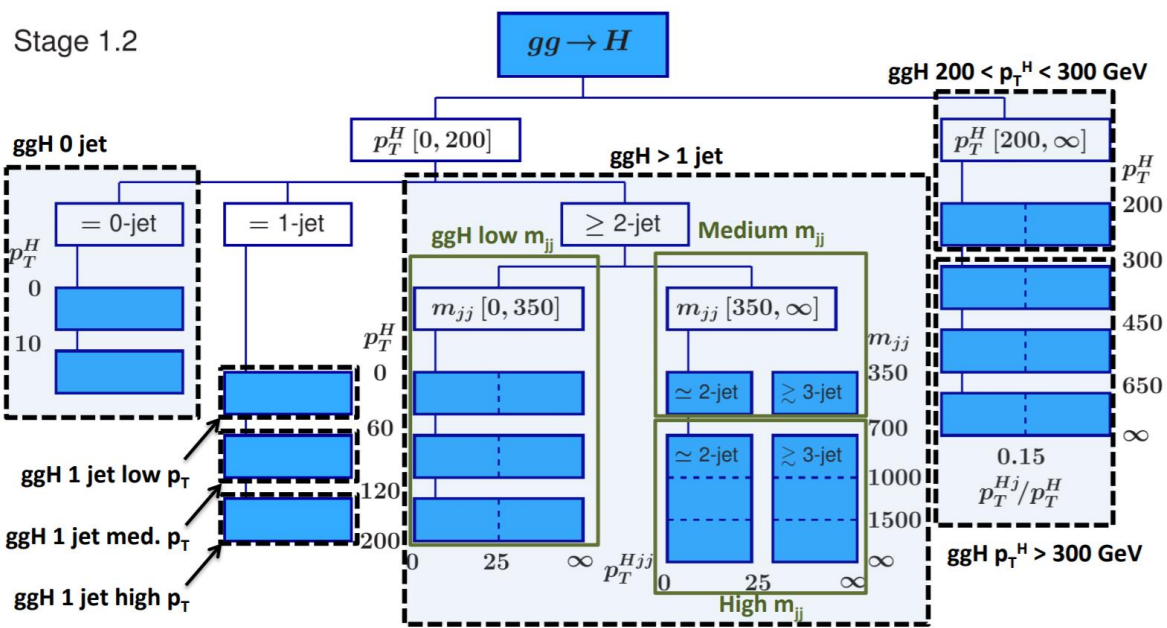 Stage 1.2
gg → H
ggH 200 < p_T^H < 300 GeV
p_T^H [0, 200]
p_T^H [200, ∞]
ggH 0 jet
ggH > 1 jet
p_T^H
200
300
450
650
∞
0.15
p_T^{Hj}/p_T^H
ggH p_T^H > 300 GeV
= 0-jet
p_T^H
0
10
= 1-jet
≥ 2-jet
ggH low m_jj
Medium m_jj
m_jj [0, 350]
m_jj [350, ∞]
p_T^H
0
60
120
200
m_jj
350
700
1000
1500
∞
≃ 2-jet
≳ 3-jet
≃ 2-jet
≳ 3-jet
ggH 1 jet low p_T
ggH 1 jet med. p_T
ggH 1 jet high p_T
0 25 ∞
p_T^{Hjj}
0 25 ∞
High m_jj